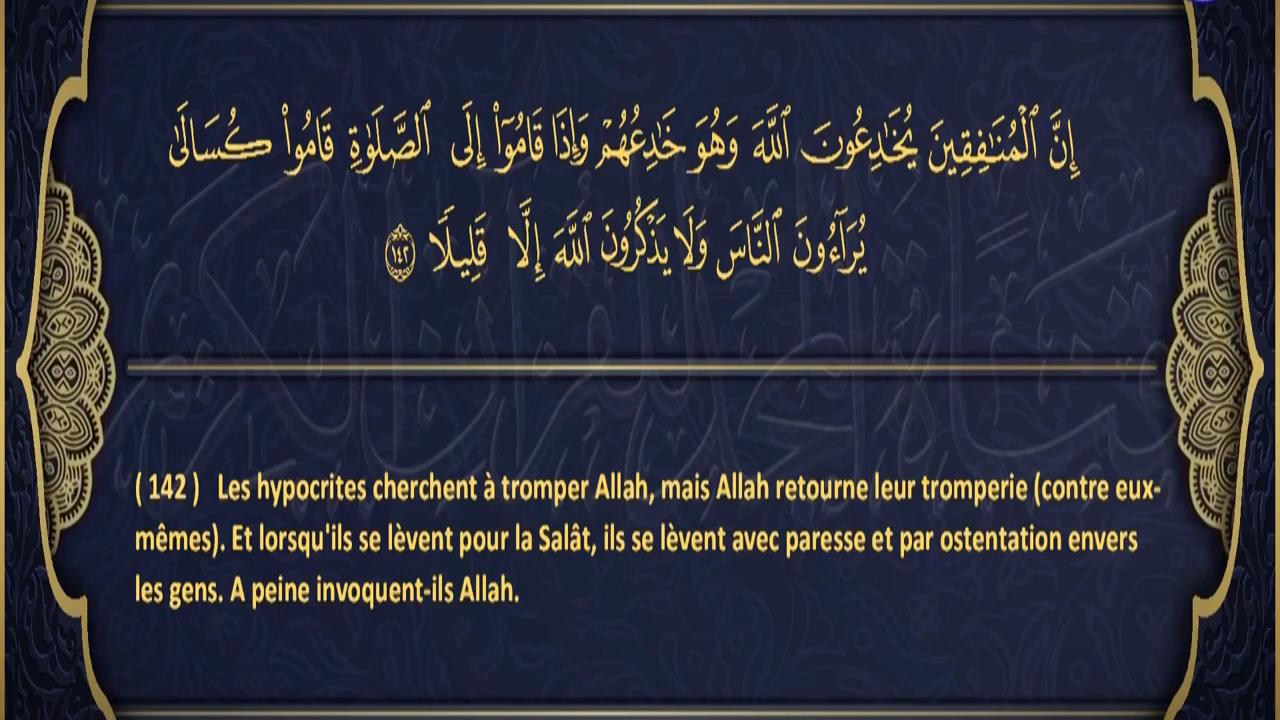 إِنَّ ٱلْمُنَٰفِقِينَ يُخَٰدِعُونَ ٱللَّهَ وَهُوَ خَٰدِعُهُمْ وَإِذَا قَامُوٓا۟ إِلَى ٱلصَّلَوٰةِ قَامُوا۟ كُسَالَىٰ
يُرَآءُونَ ٱلنَّاسَ وَلَا يَذْكُرُونَ ٱللَّهَ إِلَّا قَلِيلًا ١٤٢
( 142 ) Les hypocrites cherchent à tromper Allah, mais Allah retourne leur tromperie (contre eux-
mêmes). Et lorsqu'ils se lèvent pour la Salât, ils se lèvent avec paresse et par ostentation envers
les gens. A peine invoquent-ils Allah.